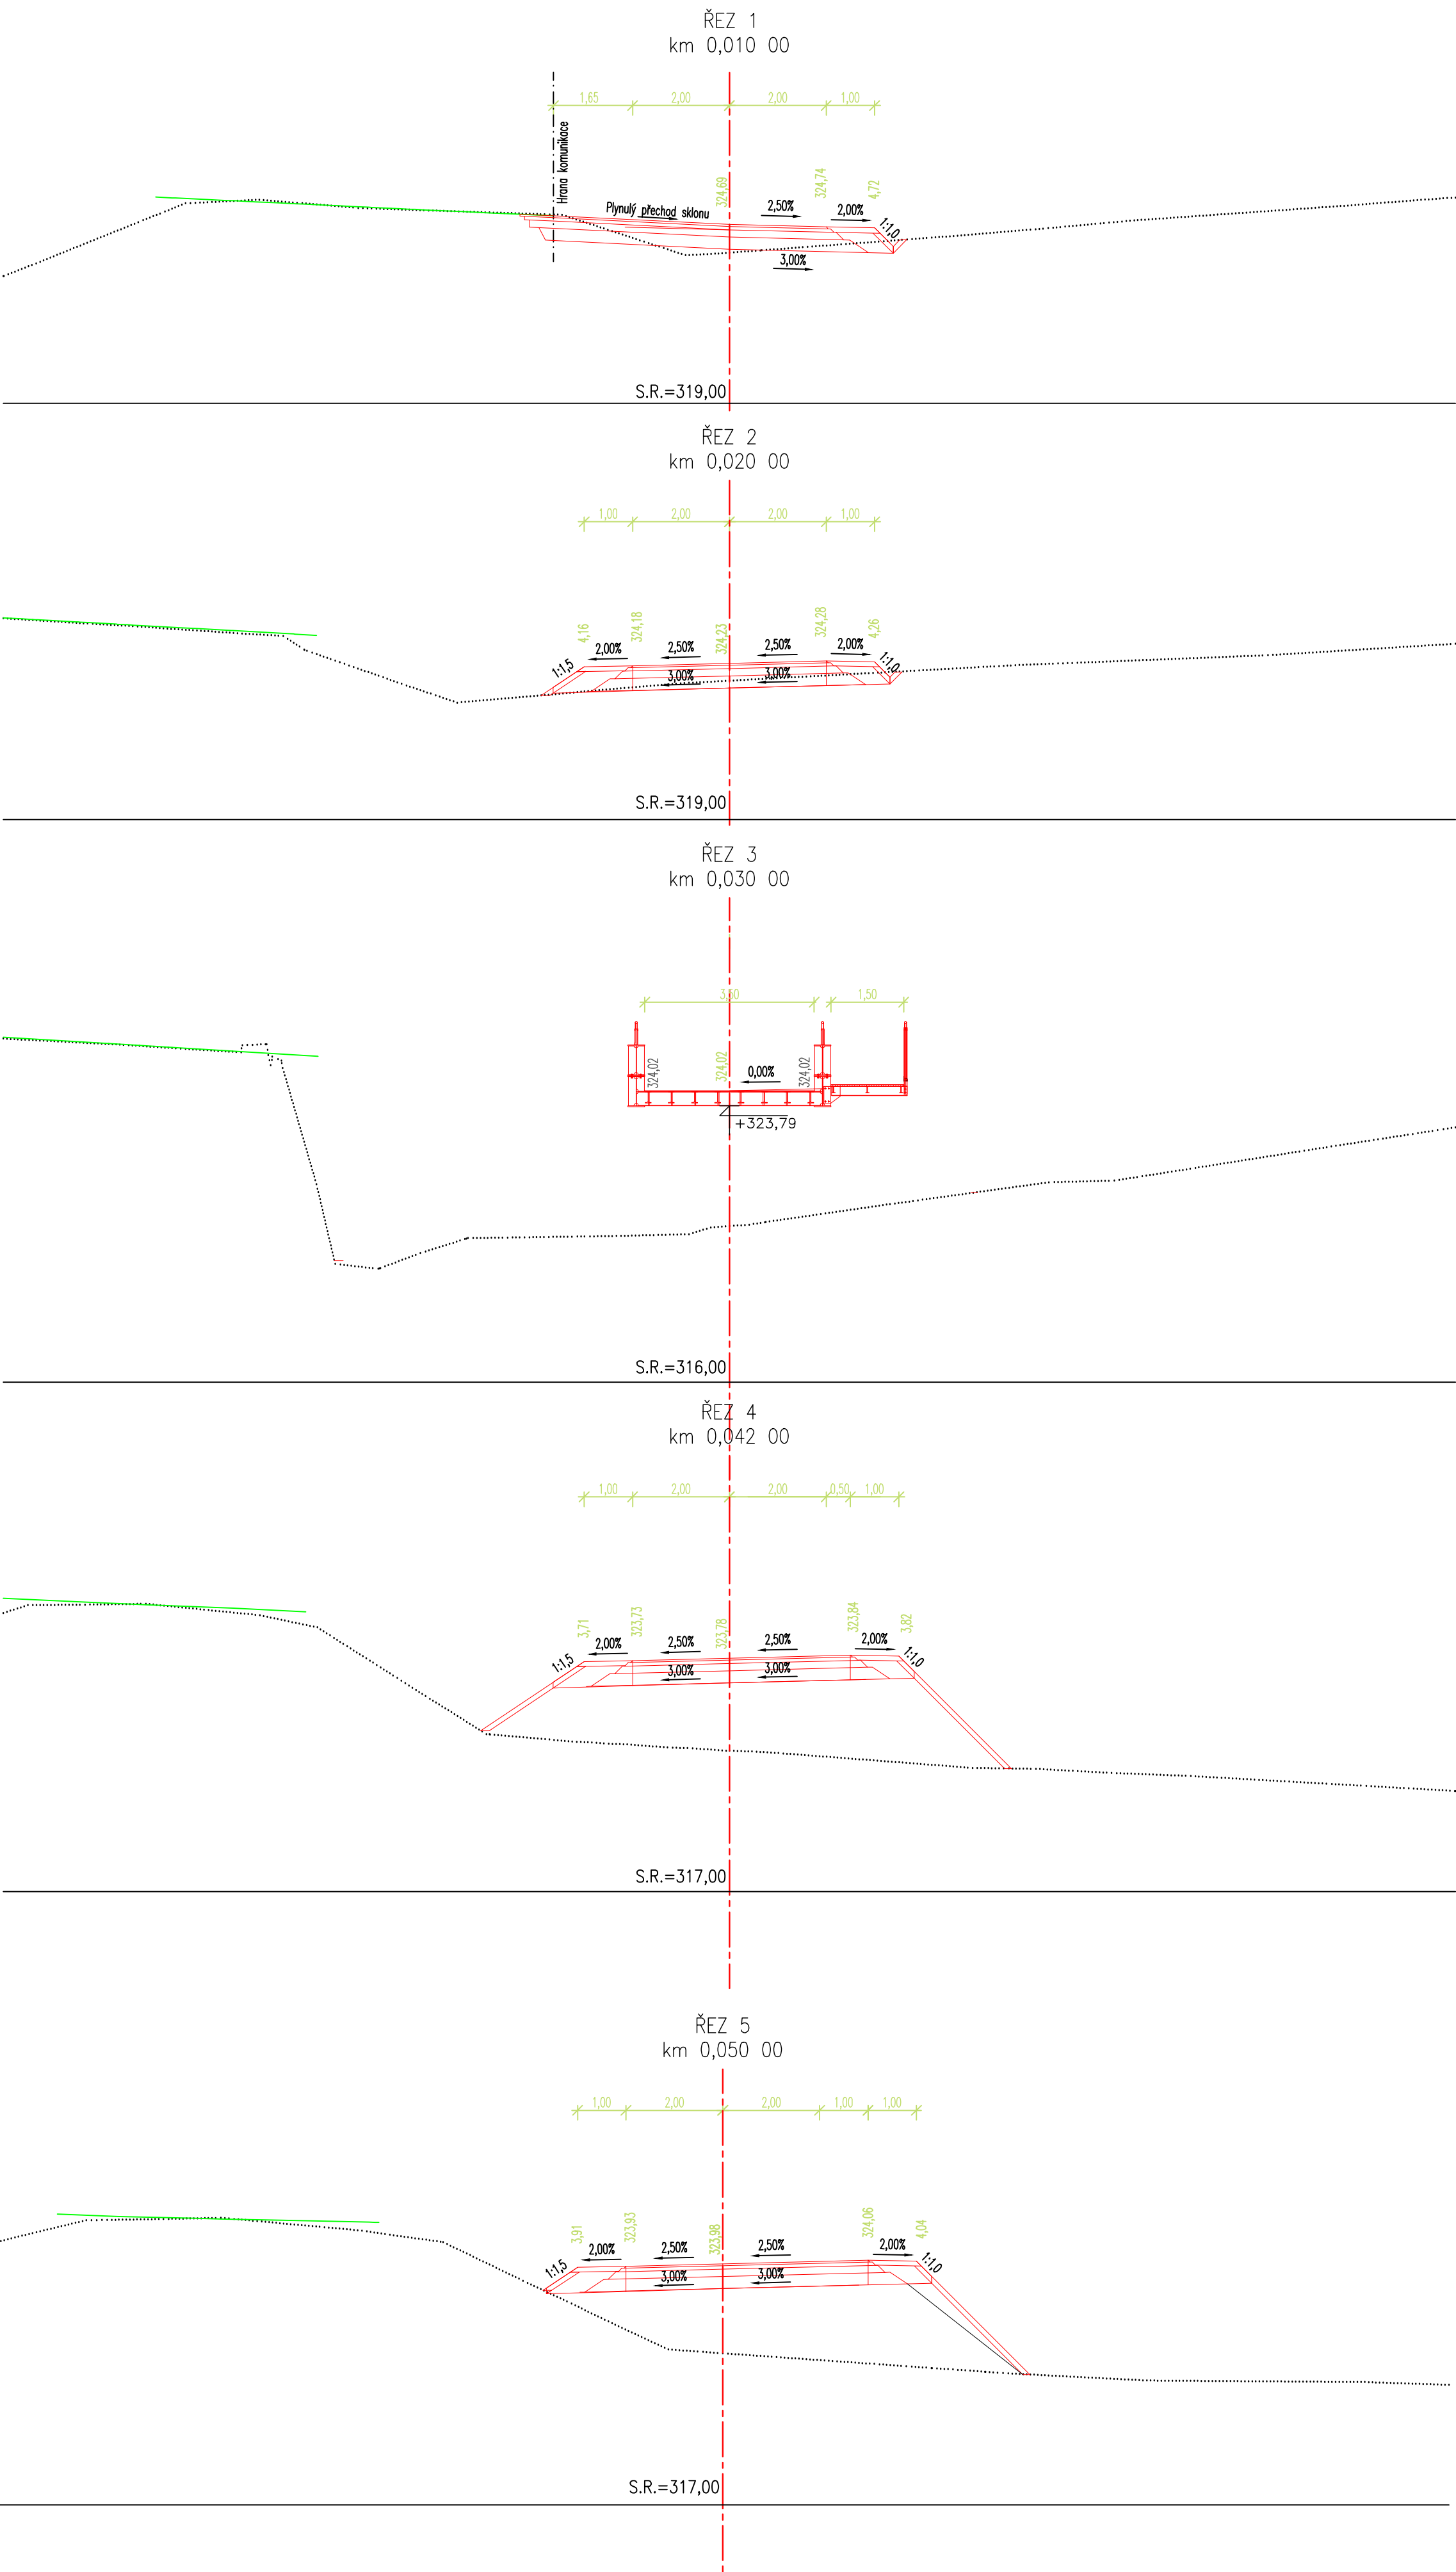 ŘEZ 1
km 0,010 00
1,65 2,00 2,00 1,00
Hrana komunikace
324,69 324,74 4,72
Plynulý přechod sklonu 2,50% 2,00% 1:1,0
3,00%
S.R.=319,00
ŘEZ 2
km 0,020 00
1,00 2,00 2,00 1,00
4,16 324,18 324,23 324,28 4,26
1:1,5 2,00% 2,50% 2,50% 2,00% 1:1,0
3,00% 3,00%
S.R.=319,00
ŘEZ 3
km 0,030 00
3,50 1,50
324,02 324,02 324,02
0,00%
+323,79
S.R.=316,00
ŘEZ 4
km 0,042 00
1,00 2,00 2,00 0,50 1,00
3,71 323,73 323,78 323,84 3,82
1:1,5 2,00% 2,50% 2,50% 2,00% 1:1,0
3,00% 3,00%
S.R.=317,00
ŘEZ 5
km 0,050 00
1,00 2,00 2,00 1,00 1,00
3,91 323,93 323,98 324,06 4,04
1:1,5 2,00% 2,50% 2,50% 2,00% 1:1,0
3,00% 3,00%
S.R.=317,00